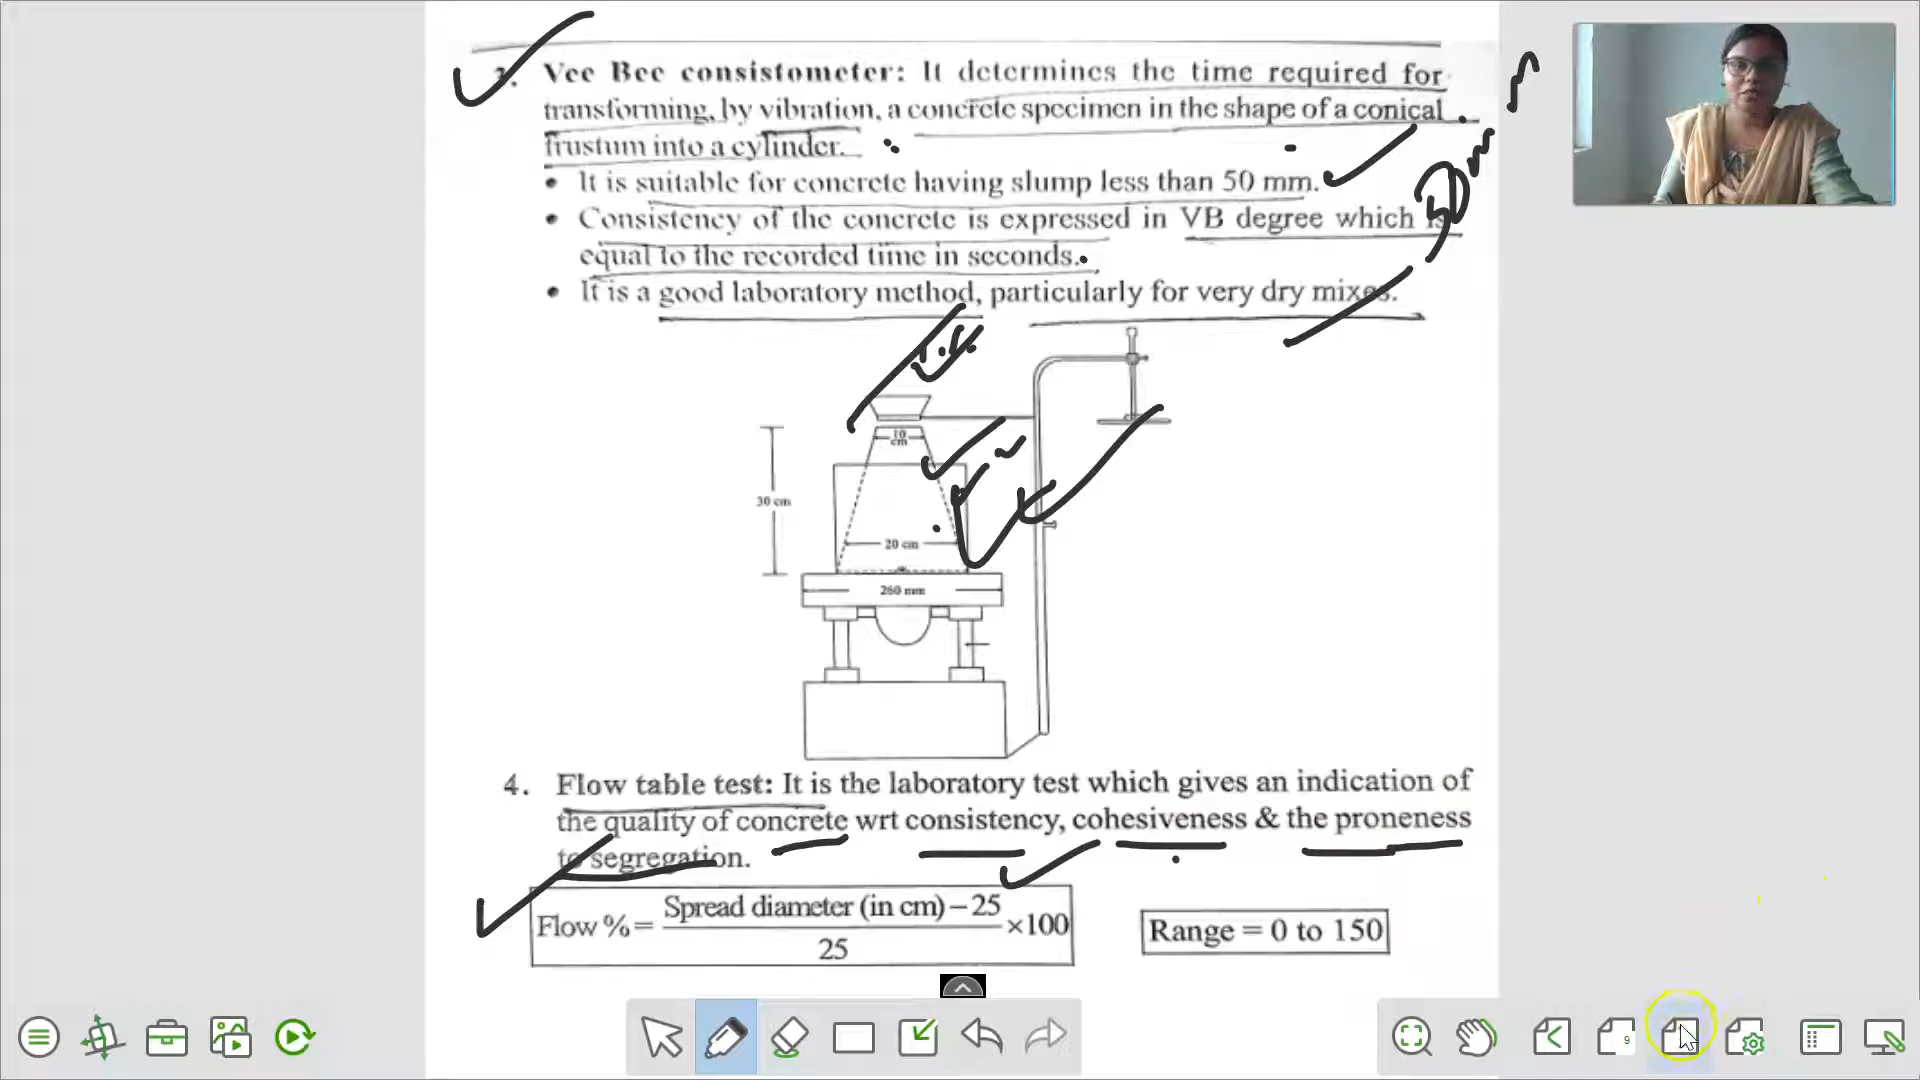 Vee Bee consistometer: It determines the time required for
transforming, by vibration, a concrete specimen in the shape of a conical
frustum into a cylinder.
• It is suitable for concrete having slump less than 50 mm.
• Consistency of the concrete is expressed in VB degree which is
equal to the recorded time in seconds.
• It is a good laboratory method, particularly for very dry mixes.
10
cm
30 cm
20 cm
260 mm
4. Flow table test: It is the laboratory test which gives an indication of
the quality of concrete wrt consistency, cohesiveness & the proneness
to segregation.
Flow % = Spread diameter (in cm) – 25 / 25 ×100
Range = 0 to 150
9